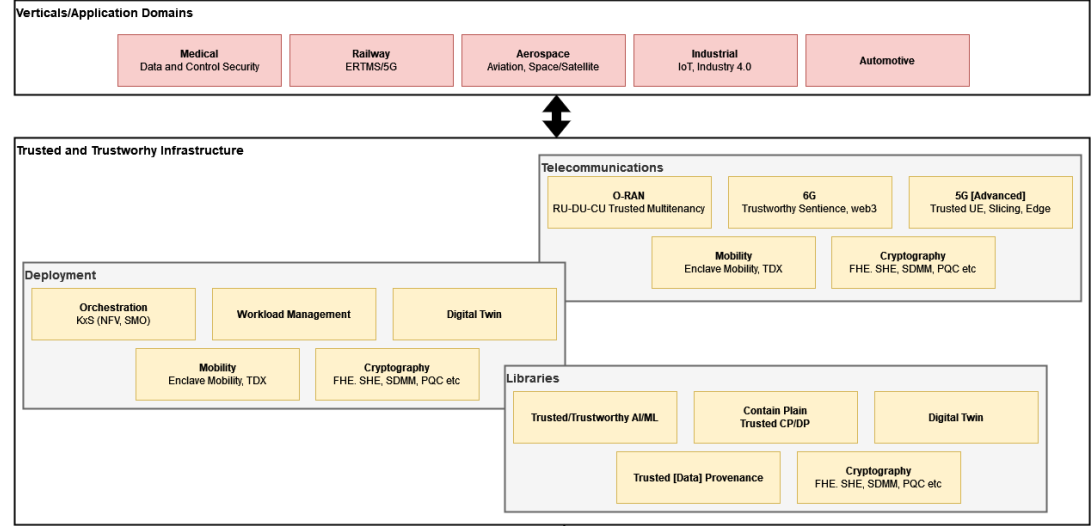 Verticals/Application Domains
Medical
Data and Control Security
Railway
ERTMS/5G
Aerospace
Aviation, Space/Satellite
Industrial
IoT, Industry 4.0
Automotive
Trusted and Trustworhy Infrastructure
Telecommunications
O-RAN
RU-DU-CU Trusted Multitenancy
6G
Trustworthy Sentience, web3
5G [Advanced]
Trusted UE, Slicing, Edge
Mobility
Enclave Mobility, TDX
Cryptography
FHE. SHE, SDMM, PQC etc
Deployment
Orchestration
KxS (NFV, SMO)
Workload Management
Digital Twin
Mobility
Enclave Mobility, TDX
Cryptography
FHE. SHE, SDMM, PQC etc
Libraries
Trusted/Trustworthy AI/ML
Contain Plain
Trusted CP/DP
Digital Twin
Trusted [Data] Provenance
Cryptography
FHE. SHE, SDMM, PQC etc